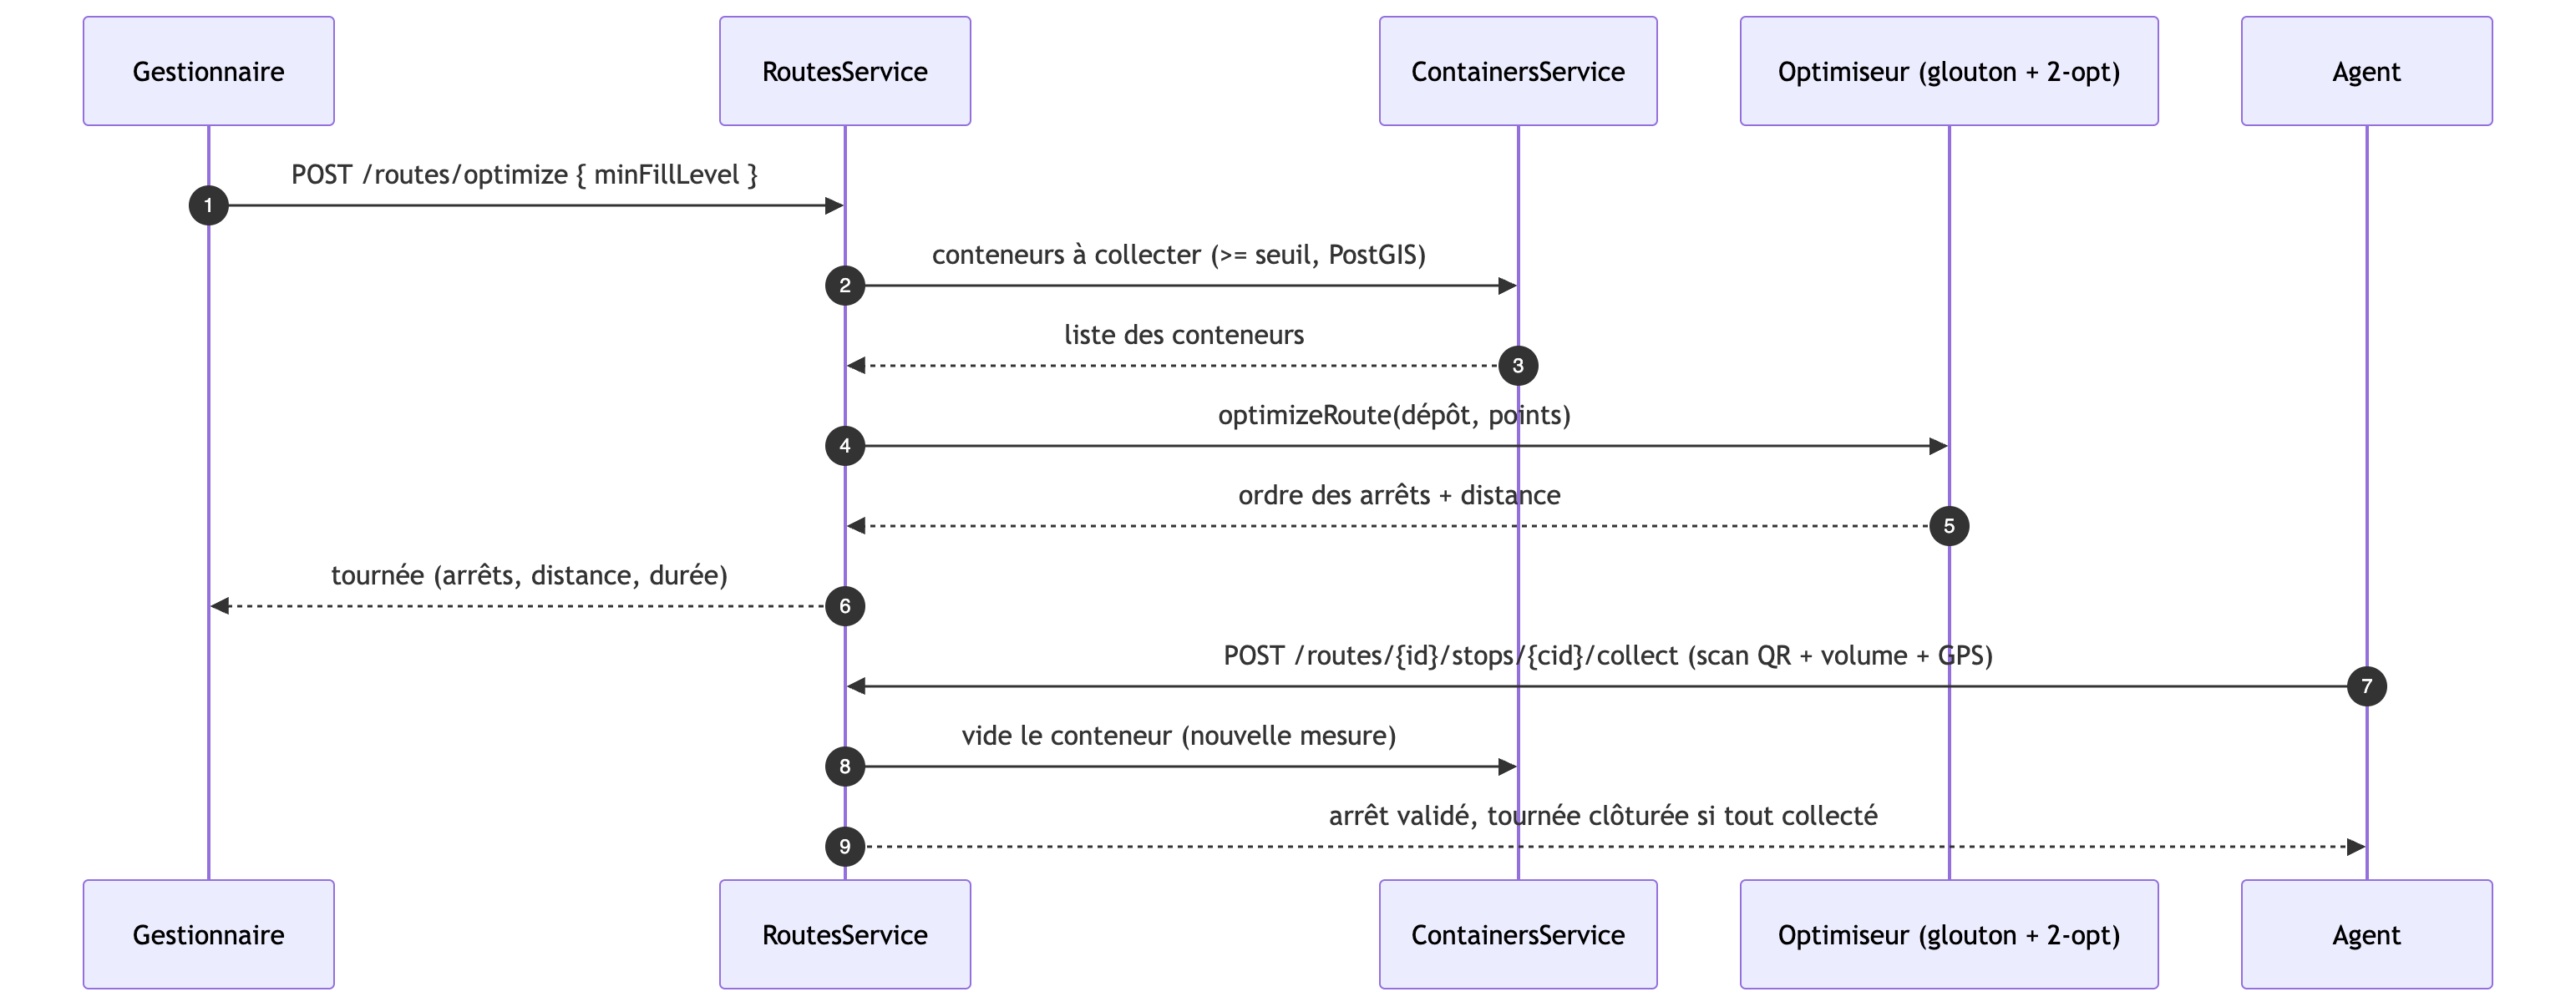 Gestionnaire
RoutesService
ContainersService
Optimiseur (glouton + 2-opt)
Agent
POST /routes/optimize { minFillLevel }
1
conteneurs à collecter (>= seuil, PostGIS)
2
liste des conteneurs
3
optimizeRoute(dépôt, points)
4
ordre des arrêts + distance
5
tournée (arrêts, distance, durée)
6
POST /routes/{id}/stops/{cid}/collect (scan QR + volume + GPS)
7
vide le conteneur (nouvelle mesure)
8
arrêt validé, tournée clôturée si tout collecté
9
Gestionnaire
RoutesService
ContainersService
Optimiseur (glouton + 2-opt)
Agent